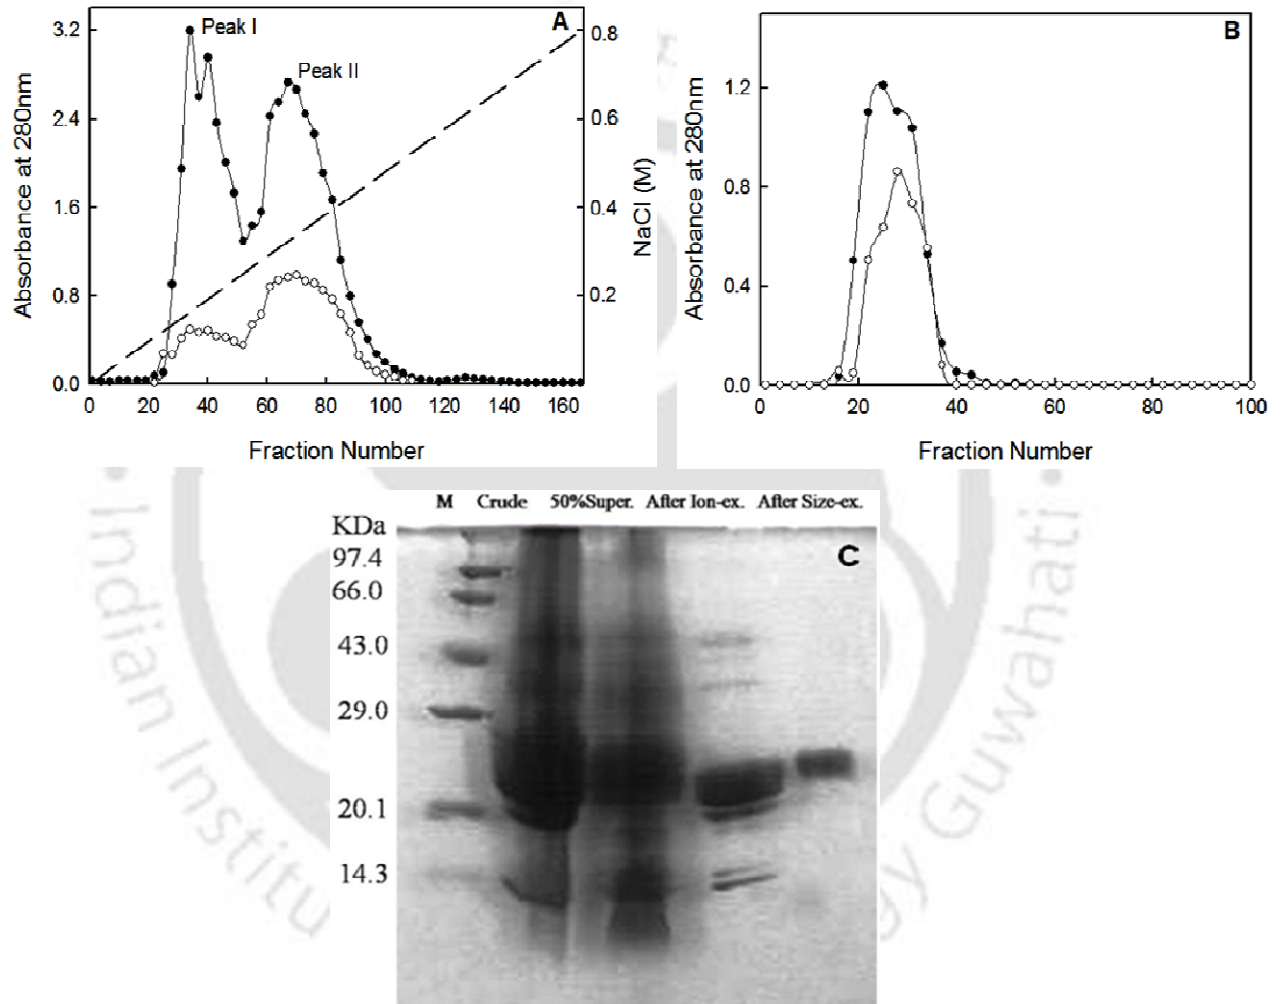 A
Peak I
Peak II
3.2
2.4
1.6
0.8
0.0
0.8
0.6
0.4
0.2
Absorbance at 280nm
NaCl (M)
0 20 40 60 80 100 120 140 160
Fraction Number
B
1.2
0.8
0.4
0.0
Absorbance at 280nm
0 20 40 60 80 100
Fraction Number
M Crude 50%Super. After Ion-ex. After Size-ex.
KDa
97.4
66.0
43.0
29.0
20.1
14.3
C
Indian Institu
gy Guwahati